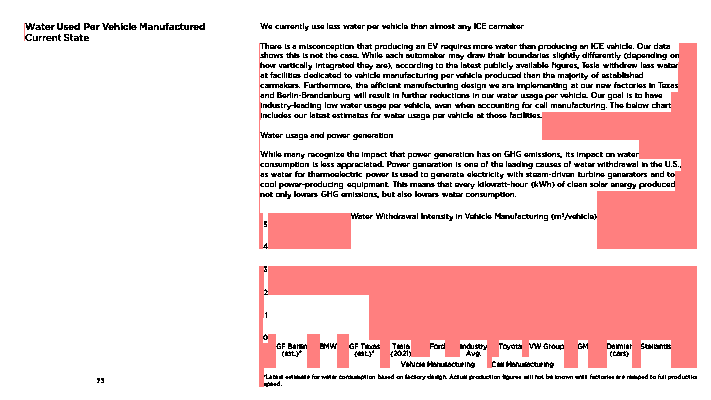 Water Used Per Vehicle Manufactured
Current State
We currently use less water per vehicle than almost any ICE carmaker
There is a misconception that producing an EV requires more water than producing an ICE vehicle. Our data
shows this is not the case. While each automaker may draw their boundaries slightly differently (depending on
how vertically integrated they are), according to the latest publicly available figures, Tesla withdrew less water
at facilities dedicated to vehicle manufacturing per vehicle produced than the majority of established
carmakers. Furthermore, the efficient manufacturing design we are implementing at our new factories in Texas
and Berlin-Brandenburg will result in further reductions in our water usage per vehicle. Our goal is to have
industry-leading low water usage per vehicle, even when accounting for cell manufacturing. The below chart
includes our latest estimates for water usage per vehicle at those facilities.
Water usage and power generation
While many recognize the impact that power generation has on GHG emissions, its impact on water
consumption is less appreciated. Power generation is one of the leading causes of water withdrawal in the U.S.,
as water for thermoelectric power is used to generate electricity with steam-driven turbine generators and to
cool power-producing equipment. This means that every kilowatt-hour (kWh) of clean solar energy produced
not only lowers GHG emissions, but also lowers water consumption.
Water Withdrawal Intensity in Vehicle Manufacturing (m³/vehicle)
5
4
3
2
1
0
GF Berlin (est.)*
BMW
GF Texas (est.)*
Tesla (2021)
Ford
Industry Avg.
Toyota
VW Group
GM
Daimler (cars)
Stellantis
Vehicle Manufacturing
Cell Manufacturing
*Latest estimate for water consumption based on factory design. Actual production figures will not be known until factories are ramped to full production
speed.
73